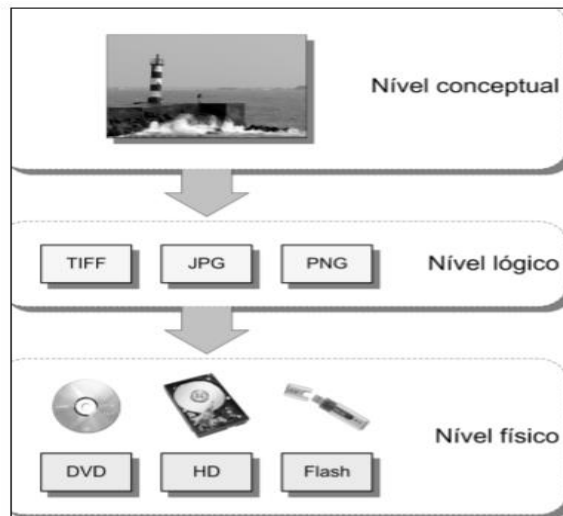 Nível conceptual
TIFF JPG PNG Nível lógico
Nível físico
DVD HD Flash